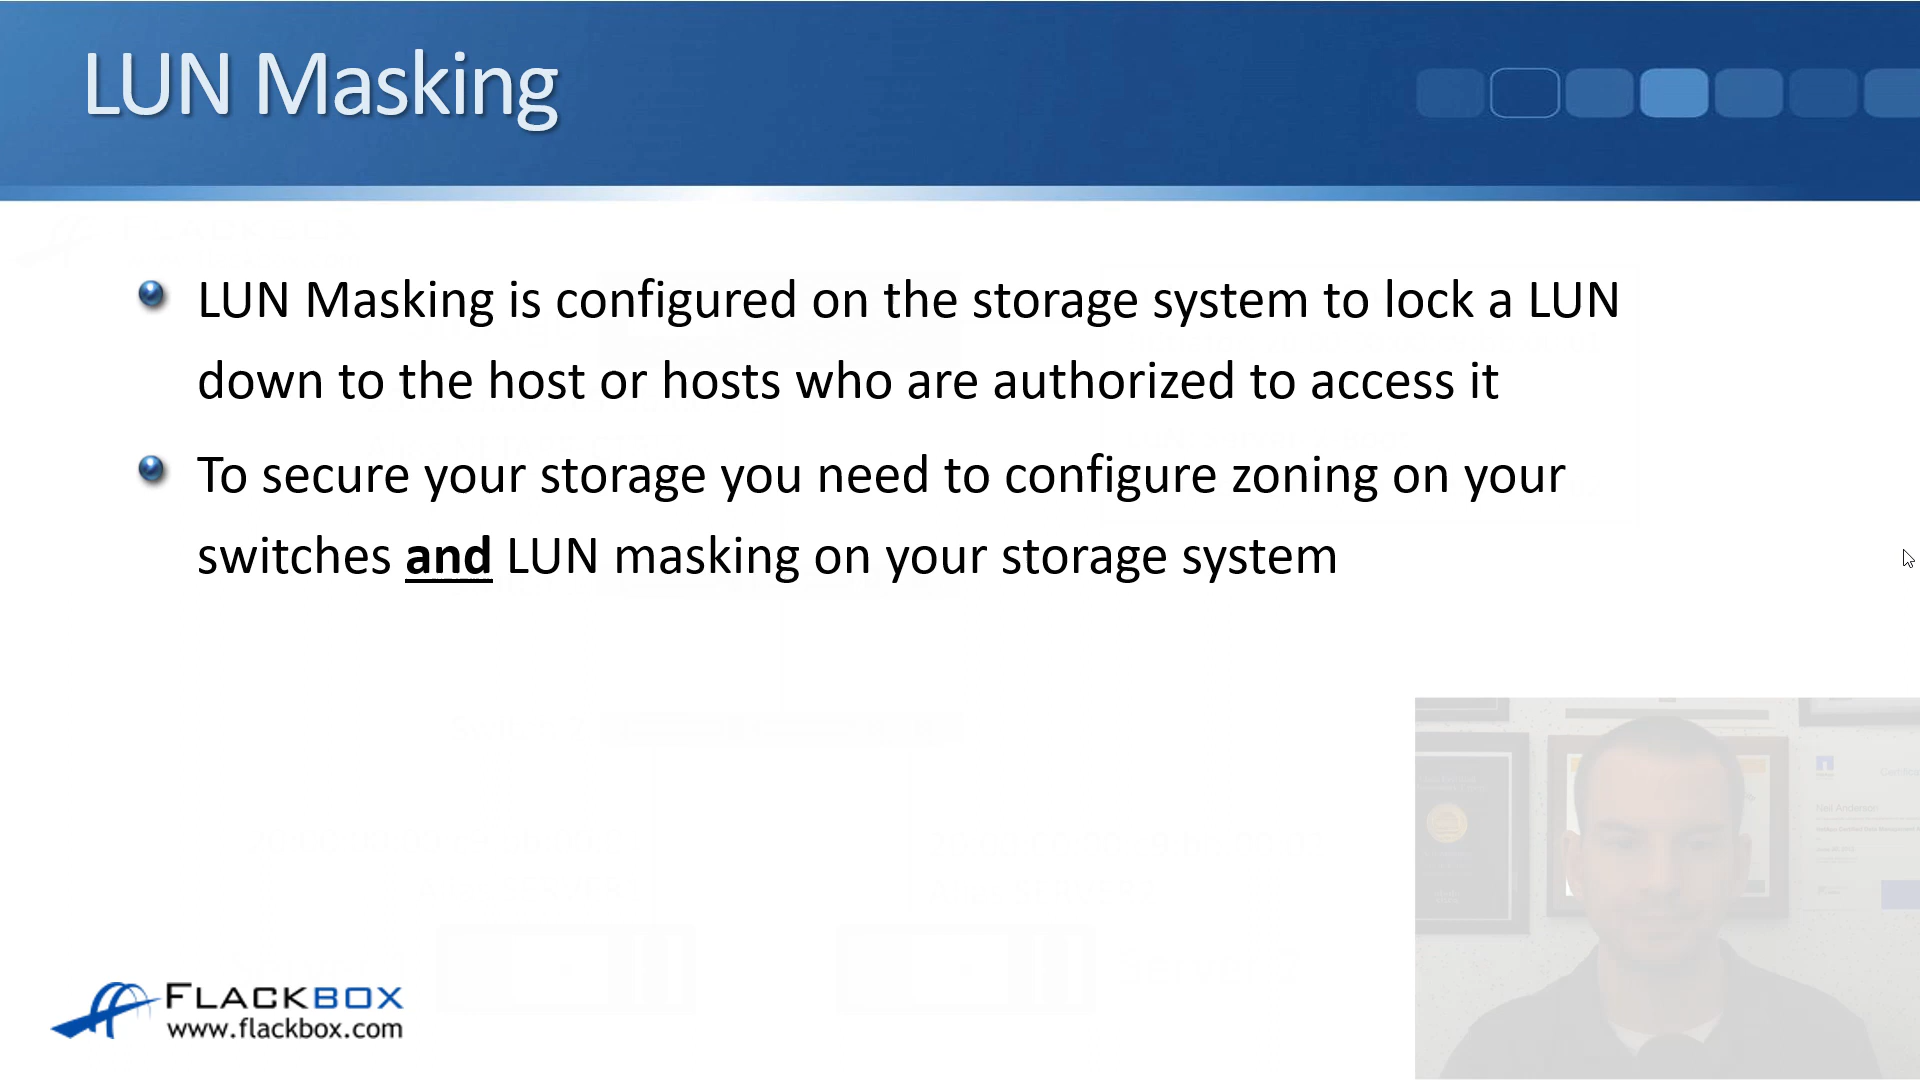 LUN Masking
LUN Masking is configured on the storage system to lock a LUN
down to the host or hosts who are authorized to access it
To secure your storage you need to configure zoning on your
switches and LUN masking on your storage system
FLACKBOX
www.flackbox.com
Neil Anderson